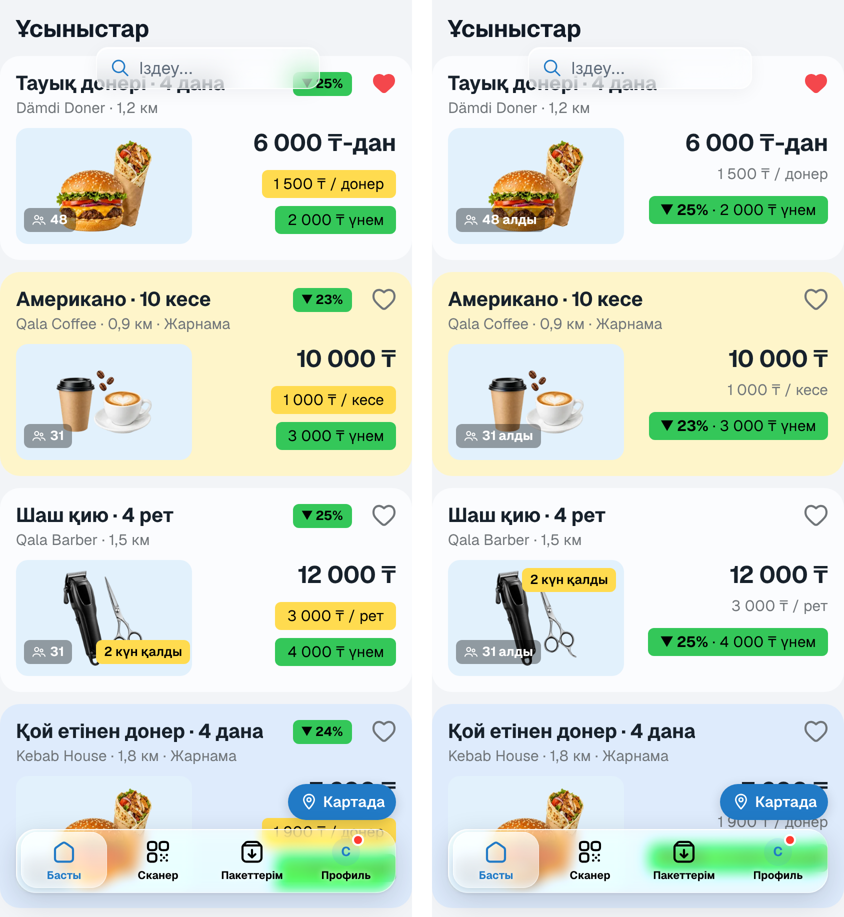 Ұсыныстар
Іздеу...
Тауық донері · 4 дана
▼25%
Dämdi Doner · 1,2 км
6 000 ₸-дан
1 500 ₸ / донер
48
2 000 ₸ үнем
Американо · 10 кесе
▼23%
Qala Coffee · 0,9 км · Жарнама
10 000 ₸
1 000 ₸ / кесе
31
3 000 ₸ үнем
Шаш қию · 4 рет
▼25%
Qala Barber · 1,5 км
12 000 ₸
3 000 ₸ / рет
31
2 күн қалды
4 000 ₸ үнем
Қой етінен донер · 4 дана
▼24%
Kebab House · 1,8 км · Жарнама
Картада
1 900 ₸ / донер
С
Басты
Сканер
Пакеттерім
Профиль
Ұсыныстар
Іздеу...
Тауық донері · 4 дана
Dämdi Doner · 1,2 км
6 000 ₸-дан
1 500 ₸ / донер
▼25% · 2 000 ₸ үнем
48 алды
Американо · 10 кесе
Qala Coffee · 0,9 км · Жарнама
10 000 ₸
1 000 ₸ / кесе
▼23% · 3 000 ₸ үнем
31 алды
Шаш қию · 4 рет
Qala Barber · 1,5 км
2 күн қалды
12 000 ₸
3 000 ₸ / рет
▼25% · 4 000 ₸ үнем
31 алды
Қой етінен донер · 4 дана
Kebab House · 1,8 км · Жарнама
Картада
1 900 ₸ / донер
С
Басты
Сканер
Пакеттерім
Профиль